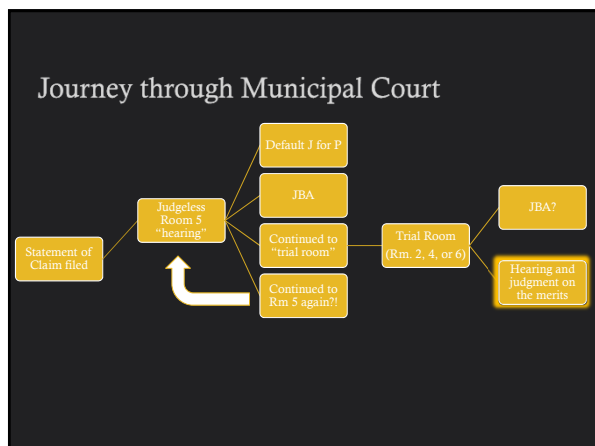 Journey through Municipal Court
Statement of
Claim filed
Judgeless
Room 5
“hearing”
Default J for P
JBA
Continued to
“trial room”
Continued to
Rm 5 again?!
Trial Room
(Rm. 2, 4, or 6)
JBA?
Hearing and
judgment on
the merits